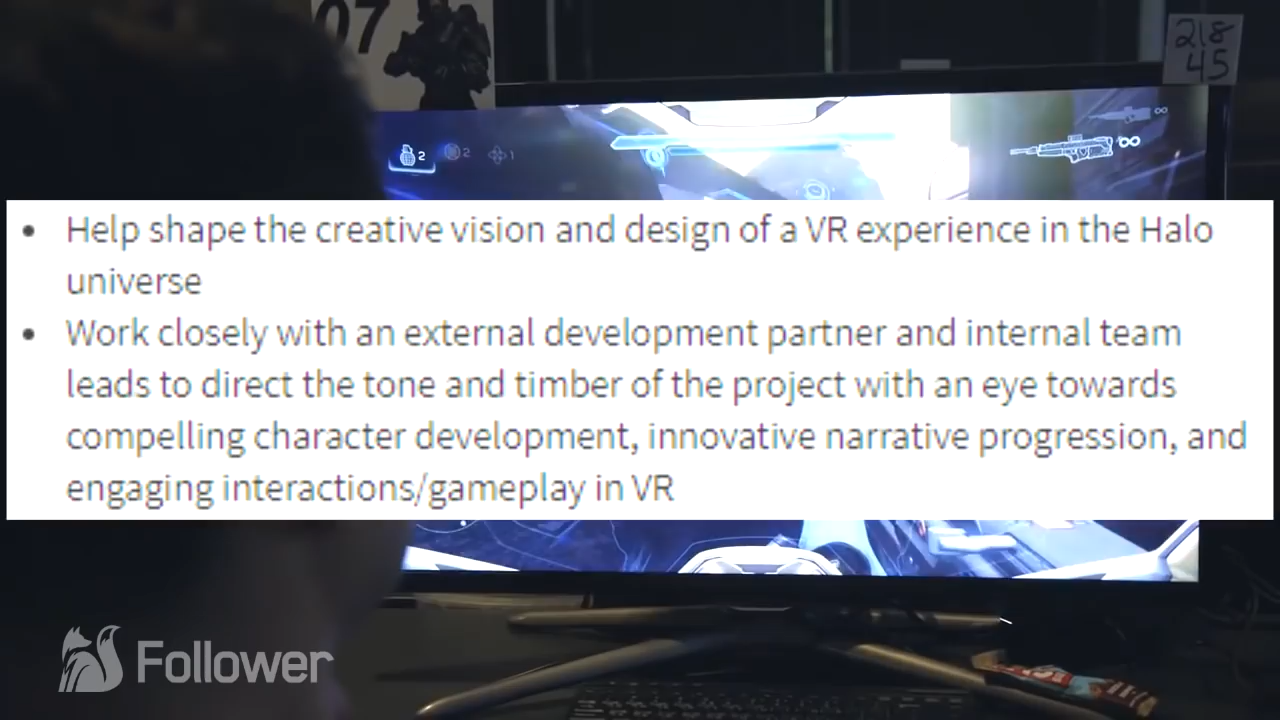 07
218
45
2 2 1 ∞
∞
• Help shape the creative vision and design of a VR experience in the Halo
universe
• Work closely with an external development partner and internal team
leads to direct the tone and timber of the project with an eye towards
compelling character development, innovative narrative progression, and
engaging interactions/gameplay in VR
Follower